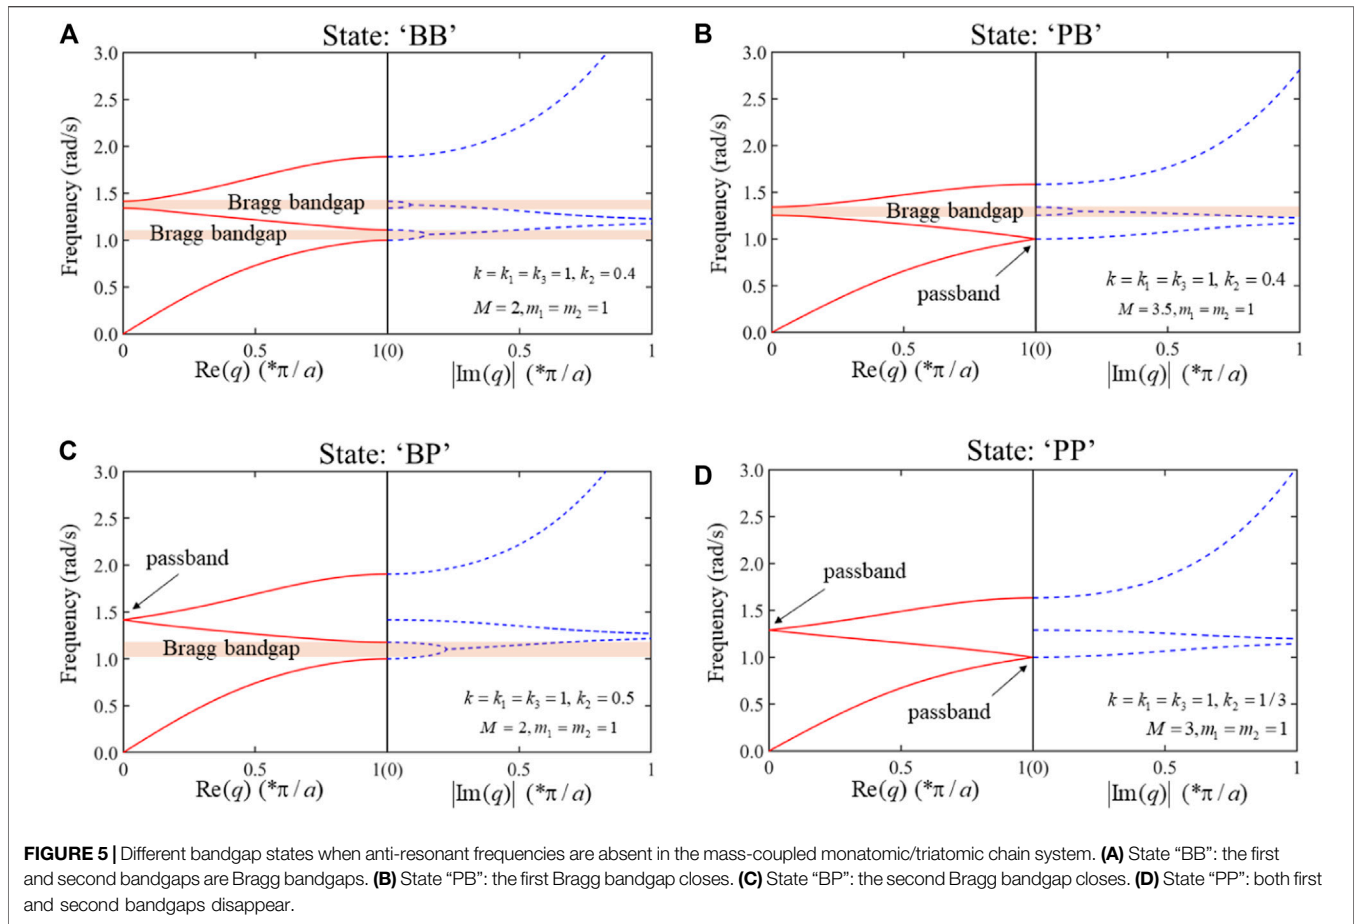 A
State: ‘BB’
3.0
2.5
2.0
1.5
1.0
0.5
0.0
Frequency (rad/s)
Bragg bandgap
Bragg bandgap
k = k₁ = k₃ = 1, k₂ = 0.4
M = 2, m₁ = m₂ = 1
0
0.5
1(0)
0.5
1
Re(q) (*π/a)
|Im(q)| (*π/a)
B
State: ‘PB’
3.0
2.5
2.0
1.5
1.0
0.5
0.0
Frequency (rad/s)
Bragg bandgap
passband
k = k₁ = k₃ = 1, k₂ = 0.4
M = 3.5, m₁ = m₂ = 1
0
0.5
1(0)
0.5
1
Re(q) (*π/a)
|Im(q)| (*π/a)
C
State: ‘BP’
3.0
2.5
2.0
1.5
1.0
0.5
0.0
Frequency (rad/s)
passband
Bragg bandgap
k = k₁ = k₃ = 1, k₂ = 0.5
M = 2, m₁ = m₂ = 1
0
0.5
1(0)
0.5
1
Re(q) (*π/a)
|Im(q)| (*π/a)
D
State: ‘PP’
3.0
2.5
2.0
1.5
1.0
0.5
0.0
Frequency (rad/s)
passband
passband
k = k₁ = k₃ = 1, k₂ = 1/3
M = 3, m₁ = m₂ = 1
0
0.5
1(0)
0.5
1
Re(q) (*π/a)
|Im(q)| (*π/a)
FIGURE 5 | Different bandgap states when anti-resonant frequencies are absent in the mass-coupled monatomic/triatomic chain system. (A) State “BB”: the first
and second bandgaps are Bragg bandgaps. (B) State “PB”: the first Bragg bandgap closes. (C) State “BP”: the second Bragg bandgap closes. (D) State “PP”: both first
and second bandgaps disappear.